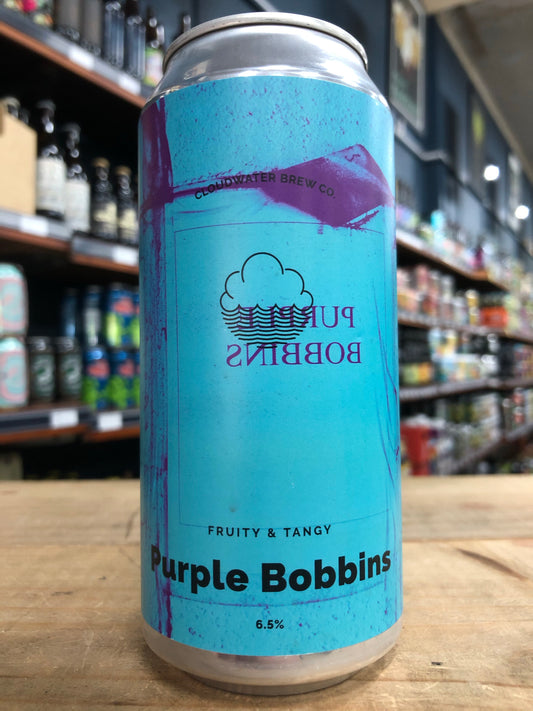 CLOUDWATER BREW CO.
PURPLE
BOBBINS
FRUITY & TANGY
Purple Bobbins
6.5%